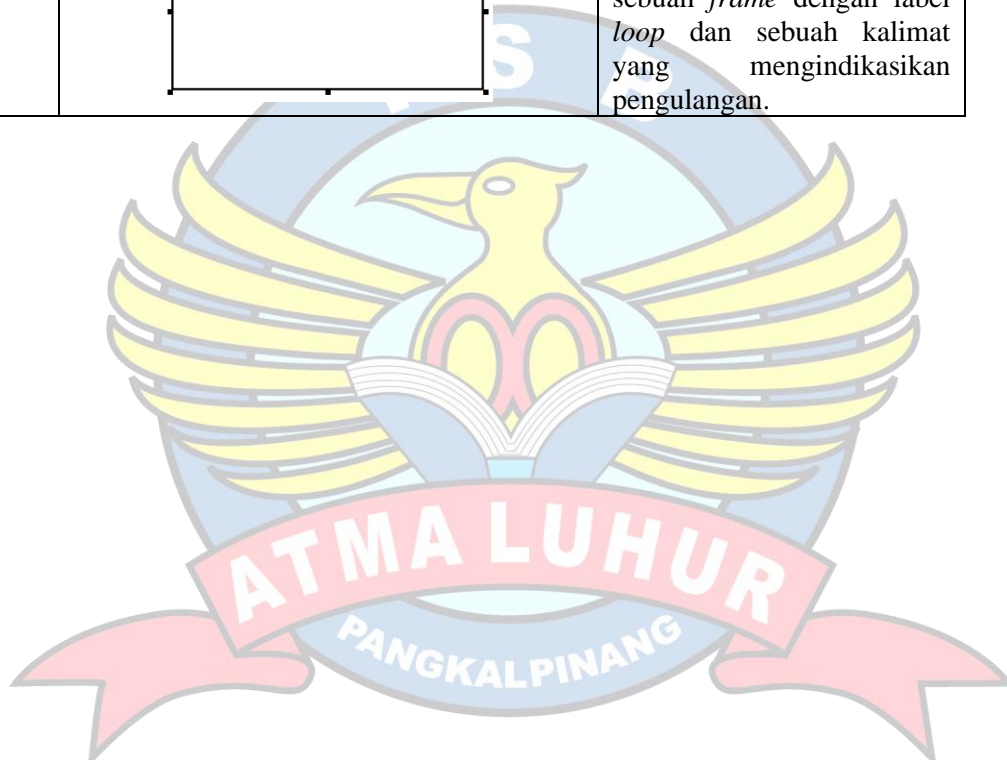 sebuah frame dengan label
loop dan sebuah kalimat
yang mengindikasikan
pengulangan.
S B
ATMA LUHUR
PANGKALPINANG